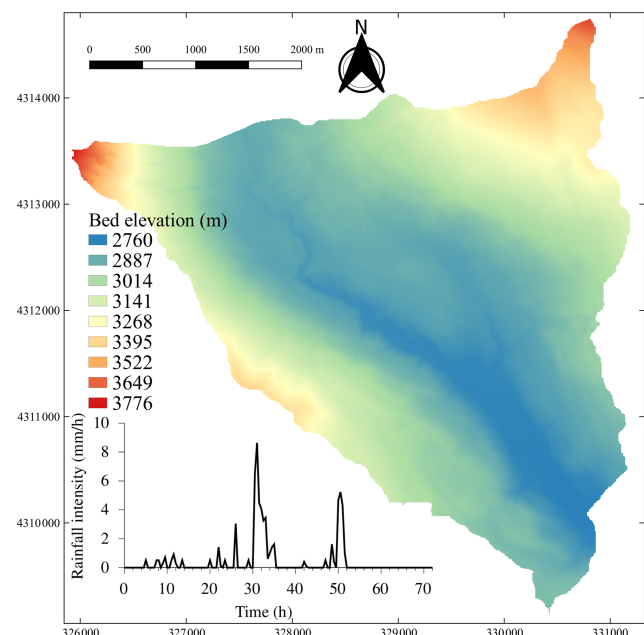 N
0 500 1000 1500 2000 m
4314000
4313000
4312000
4311000
4310000
Bed elevation (m)
2760
2887
3014
3141
3268
3395
3522
3649
3776
Rainfall intensity (mm/h)
10
8
6
4
2
0
0 10 20 30 40 50 60 70
Time (h)
326000 327000 328000 329000 330000 331000